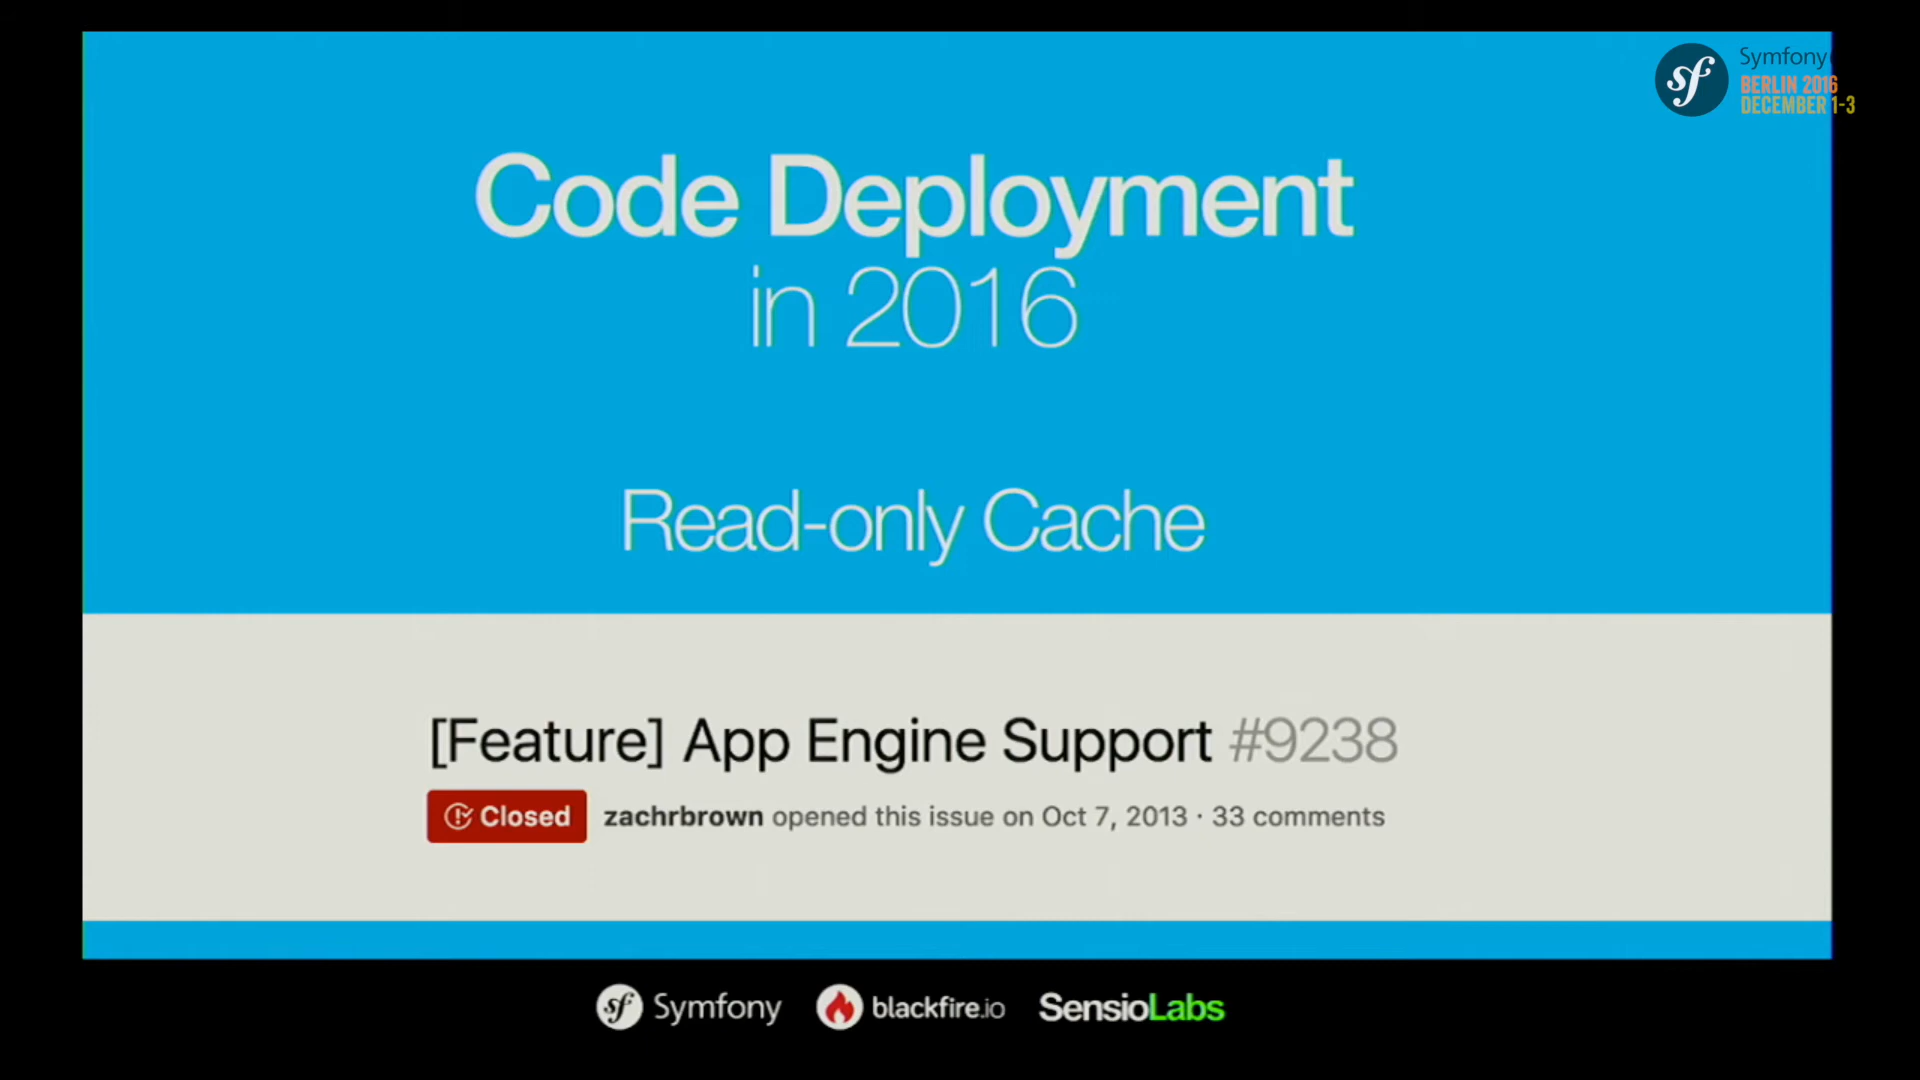 Symfony
BERLIN 2016
DECEMBER 1-3
Code Deployment
in 2016
Read-only Cache
[Feature] App Engine Support #9238
Closed zachrbrown opened this issue on Oct 7, 2013 · 33 comments
sf Symfony blackfire.io SensioLabs